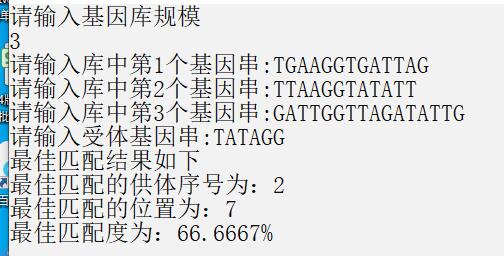 请输入基因库规模
3
请输入库中第1个基因串:TGAAGGTGATTAG
请输入库中第2个基因串:TTAAGGTATATT
请输入库中第3个基因串:GATTGGTTAGATATTG
请输入受体基因串:TATAGG
最佳匹配结果如下
最佳匹配的供体序号为: 2
最佳匹配的位置为: 7
最佳匹配度为: 66.6667%